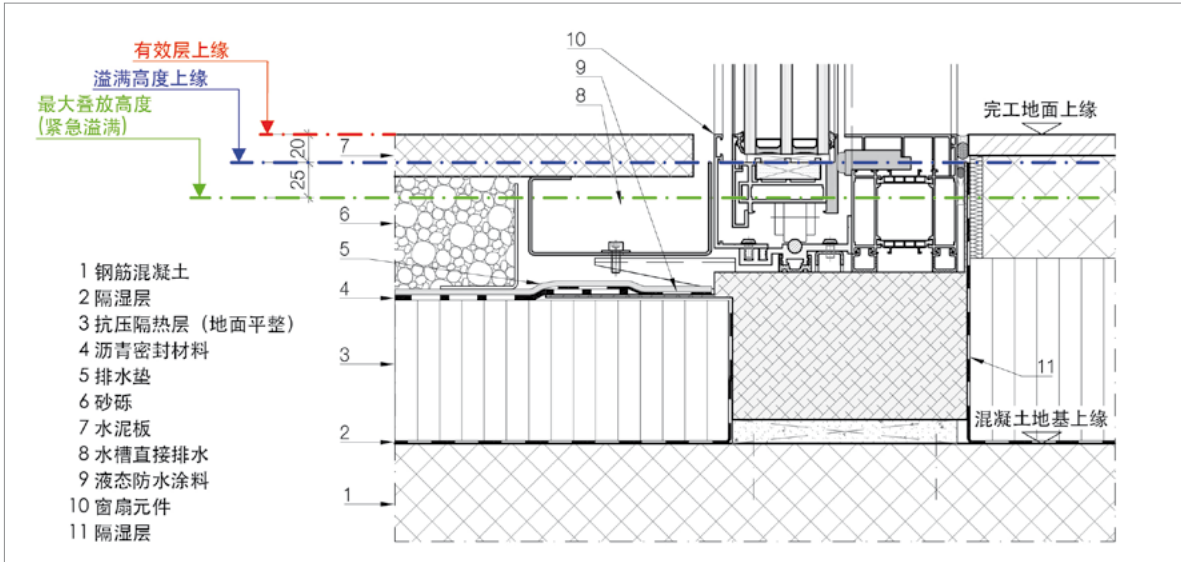 有效层上缘
溢满高度上缘
最大叠放高度
(紧急溢满)
20
25
10
9
8
7
6
5
4
3
2
1
11
完工地面上缘
混凝土地基上缘
1 钢筋混凝土
2 隔湿层
3 抗压隔热层（地面平整）
4 沥青密封材料
5 排水垫
6 砂砾
7 水泥板
8 水槽直接排水
9 液态防水涂料
10 窗扇元件
11 隔湿层